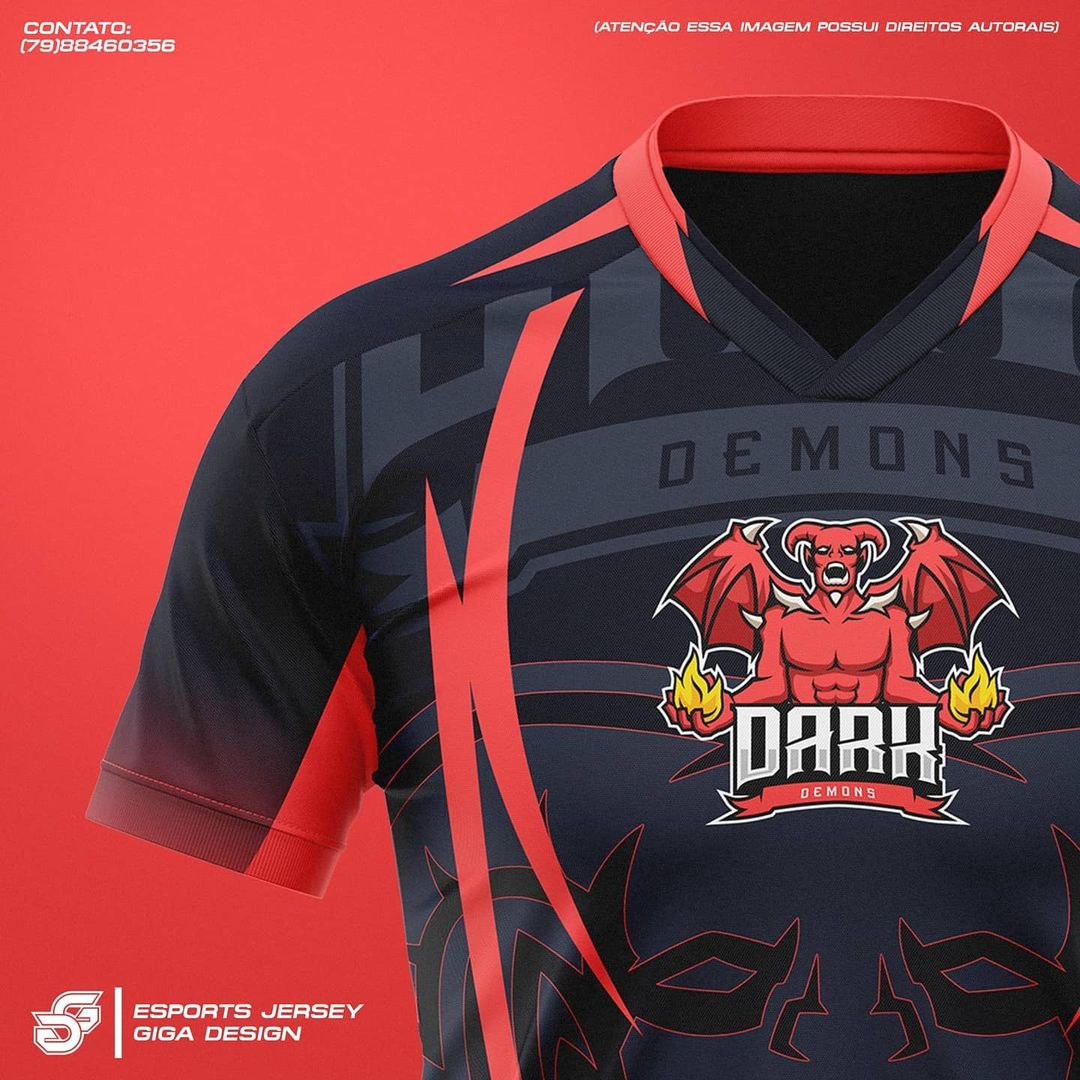 CONTATO:
(79)88460356
(ATENÇÃO ESSA IMAGEM POSSUI DIREITOS AUTORAIS)
DEMONS
DARK
DEMONS
ESPORTS JERSEY
GIGA DESIGN